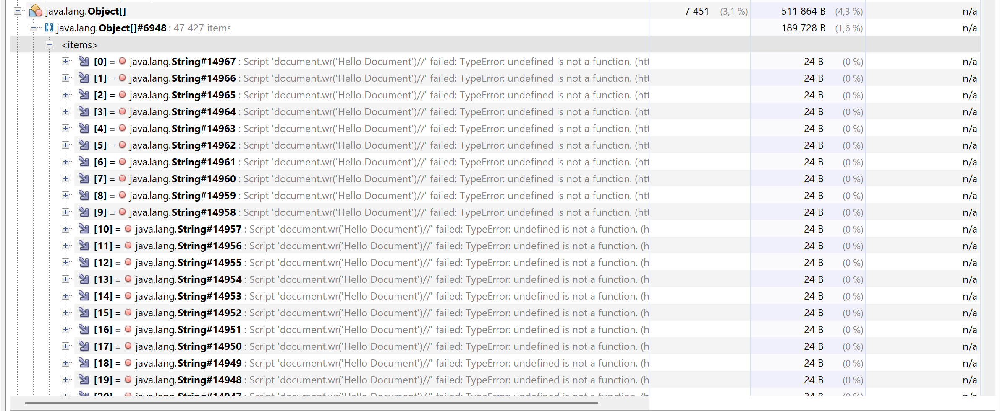 java.lang.Object[] 7 451 (3,1 %) 511 864 B (4,3 %) n/a
java.lang.Object[]#6948 : 47 427 items 189 728 B (1,6 %) n/a
<items>
[0] = java.lang.String#14967 : Script 'document.wr('Hello Document')//' failed: TypeError: undefined is not a function. (htt 24 B (0 %) n/a
[1] = java.lang.String#14966 : Script 'document.wr('Hello Document')//' failed: TypeError: undefined is not a function. (htt 24 B (0 %) n/a
[2] = java.lang.String#14965 : Script 'document.wr('Hello Document')//' failed: TypeError: undefined is not a function. (htt 24 B (0 %) n/a
[3] = java.lang.String#14964 : Script 'document.wr('Hello Document')//' failed: TypeError: undefined is not a function. (htt 24 B (0 %) n/a
[4] = java.lang.String#14963 : Script 'document.wr('Hello Document')//' failed: TypeError: undefined is not a function. (htt 24 B (0 %) n/a
[5] = java.lang.String#14962 : Script 'document.wr('Hello Document')//' failed: TypeError: undefined is not a function. (htt 24 B (0 %) n/a
[6] = java.lang.String#14961 : Script 'document.wr('Hello Document')//' failed: TypeError: undefined is not a function. (htt 24 B (0 %) n/a
[7] = java.lang.String#14960 : Script 'document.wr('Hello Document')//' failed: TypeError: undefined is not a function. (htt 24 B (0 %) n/a
[8] = java.lang.String#14959 : Script 'document.wr('Hello Document')//' failed: TypeError: undefined is not a function. (htt 24 B (0 %) n/a
[9] = java.lang.String#14958 : Script 'document.wr('Hello Document')//' failed: TypeError: undefined is not a function. (htt 24 B (0 %) n/a
[10] = java.lang.String#14957 : Script 'document.wr('Hello Document')//' failed: TypeError: undefined is not a function. (h 24 B (0 %) n/a
[11] = java.lang.String#14956 : Script 'document.wr('Hello Document')//' failed: TypeError: undefined is not a function. (h 24 B (0 %) n/a
[12] = java.lang.String#14955 : Script 'document.wr('Hello Document')//' failed: TypeError: undefined is not a function. (h 24 B (0 %) n/a
[13] = java.lang.String#14954 : Script 'document.wr('Hello Document')//' failed: TypeError: undefined is not a function. (h 24 B (0 %) n/a
[14] = java.lang.String#14953 : Script 'document.wr('Hello Document')//' failed: TypeError: undefined is not a function. (h 24 B (0 %) n/a
[15] = java.lang.String#14952 : Script 'document.wr('Hello Document')//' failed: TypeError: undefined is not a function. (h 24 B (0 %) n/a
[16] = java.lang.String#14951 : Script 'document.wr('Hello Document')//' failed: TypeError: undefined is not a function. (h 24 B (0 %) n/a
[17] = java.lang.String#14950 : Script 'document.wr('Hello Document')//' failed: TypeError: undefined is not a function. (h 24 B (0 %) n/a
[18] = java.lang.String#14949 : Script 'document.wr('Hello Document')//' failed: TypeError: undefined is not a function. (h 24 B (0 %) n/a
[19] = java.lang.String#14948 : Script 'document.wr('Hello Document')//' failed: TypeError: undefined is not a function. (h 24 B (0 %) n/a